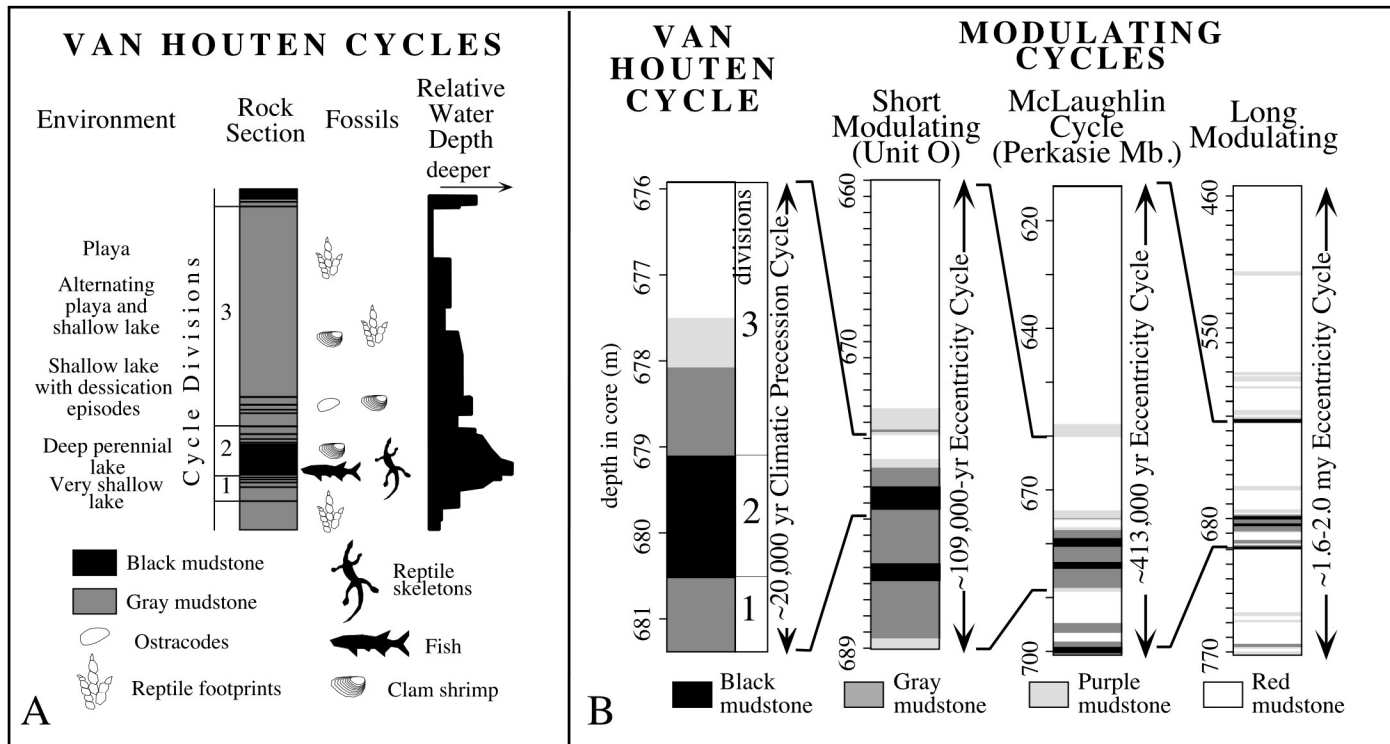 VAN HOUTEN CYCLES
Environment
Rock
Section
Fossils
Relative
Water
Depth
deeper
Playa
Alternating
playa and
shallow lake
Shallow lake
with dessication
episodes
Deep perennial
lake
Very shallow
lake
Cycle Divisions
3
2
1
Black mudstone
Gray mudstone
Ostracodes
Reptile footprints
Reptile
skeletons
Fish
Clam shrimp
A
VAN
HOUTEN
CYCLE
MODULATING
CYCLES
Short
Modulating
(Unit O)
McLaughlin
Cycle
(Perkasie Mb.)
Long
Modulating
depth in core (m)
676
677
678
679
680
681
divisions
3
2
1
~20,000 yr Climatic Precession Cycle
660
670
689
~109,000-yr Eccentricity Cycle
620
640
670
700
~413,000 yr Eccentricity Cycle
460
550
680
770
~1.6-2.0 my Eccentricity Cycle
Black
mudstone
Gray
mudstone
Purple
mudstone
Red
mudstone
B